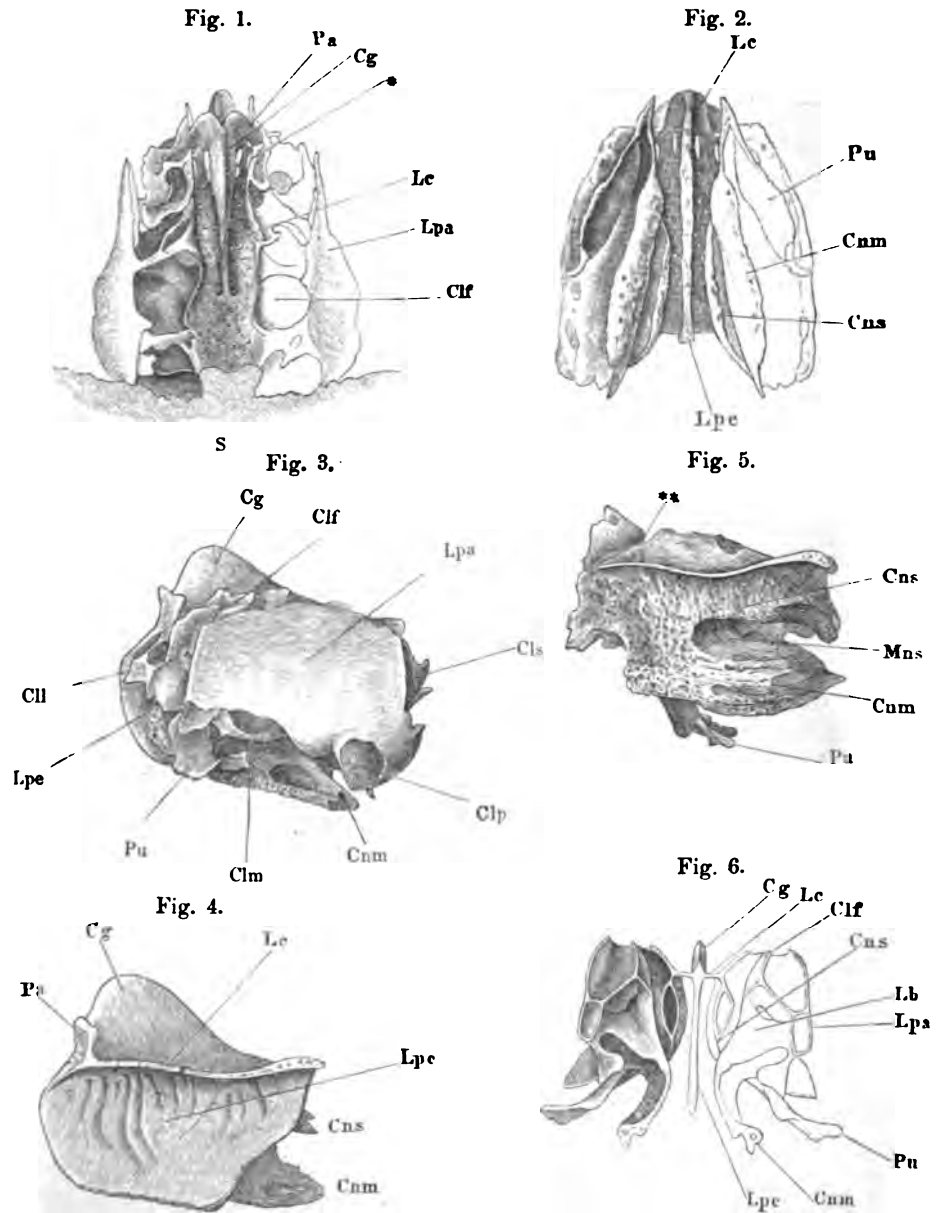 Fig. 1.
Pa
Cg
*
Lc
Lpa
Clf
S
Fig. 2.
Lc
Pu
Cnm
Cns
Lpe
Fig. 3.
Cg
Clf
Lpa
Cls
Cll
Lpe
Pu
Clm
Cnm
Clp
Fig. 5.
**
Cns
Mns
Cnm
Pu
Fig. 4.
Cg
Lc
Pa
Lpe
Cns
Cnm
Fig. 6.
Cg
Lc
Clf
Cns
Lb
Lpa
Pu
Lpe
Cnm